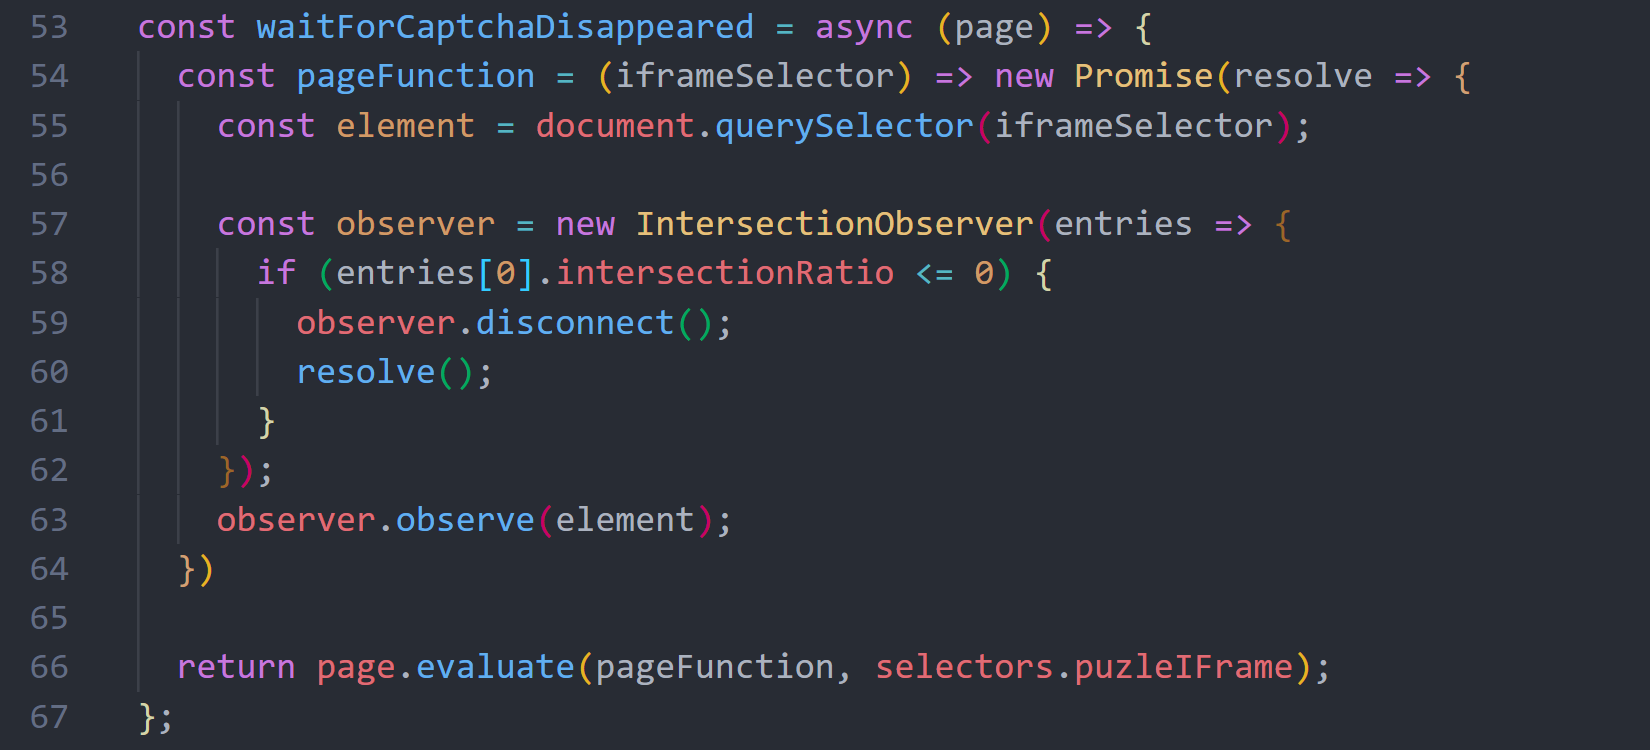 53 const waitForCaptchaDisappeared = async (page) => {
54 const pageFunction = (iframeSelector) => new Promise(resolve => {
55 const element = document.querySelector(iframeSelector);
56
57 const observer = new IntersectionObserver(entries => {
58 if (entries[0].intersectionRatio <= 0) {
59 observer.disconnect();
60 resolve();
61 }
62 });
63 observer.observe(element);
64 })
65
66 return page.evaluate(pageFunction, selectors.puzleIFrame);
67 };